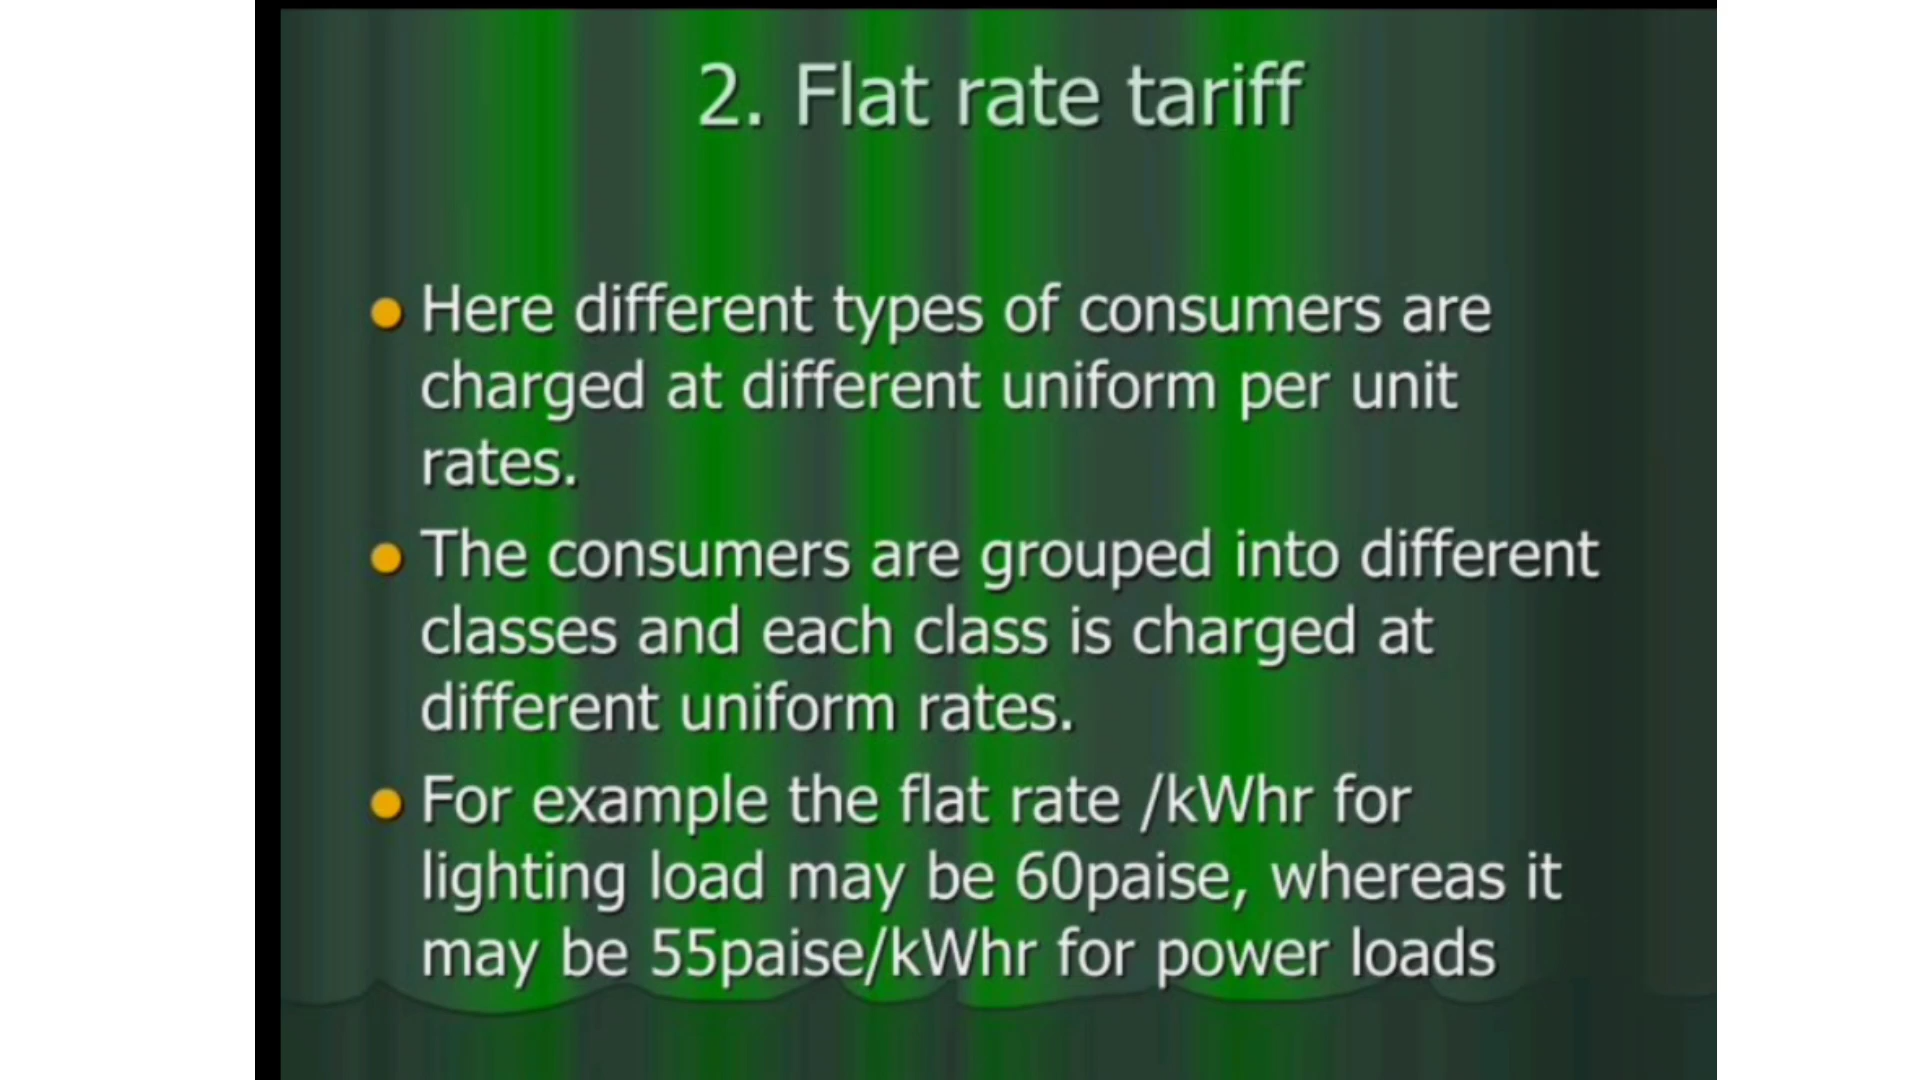 2. Flat rate tariff
Here different types of consumers are
charged at different uniform per unit
rates.
The consumers are grouped into different
classes and each class is charged at
different uniform rates.
For example the flat rate /kWhr for
lighting load may be 60paise, whereas it
may be 55paise/kWhr for power loads